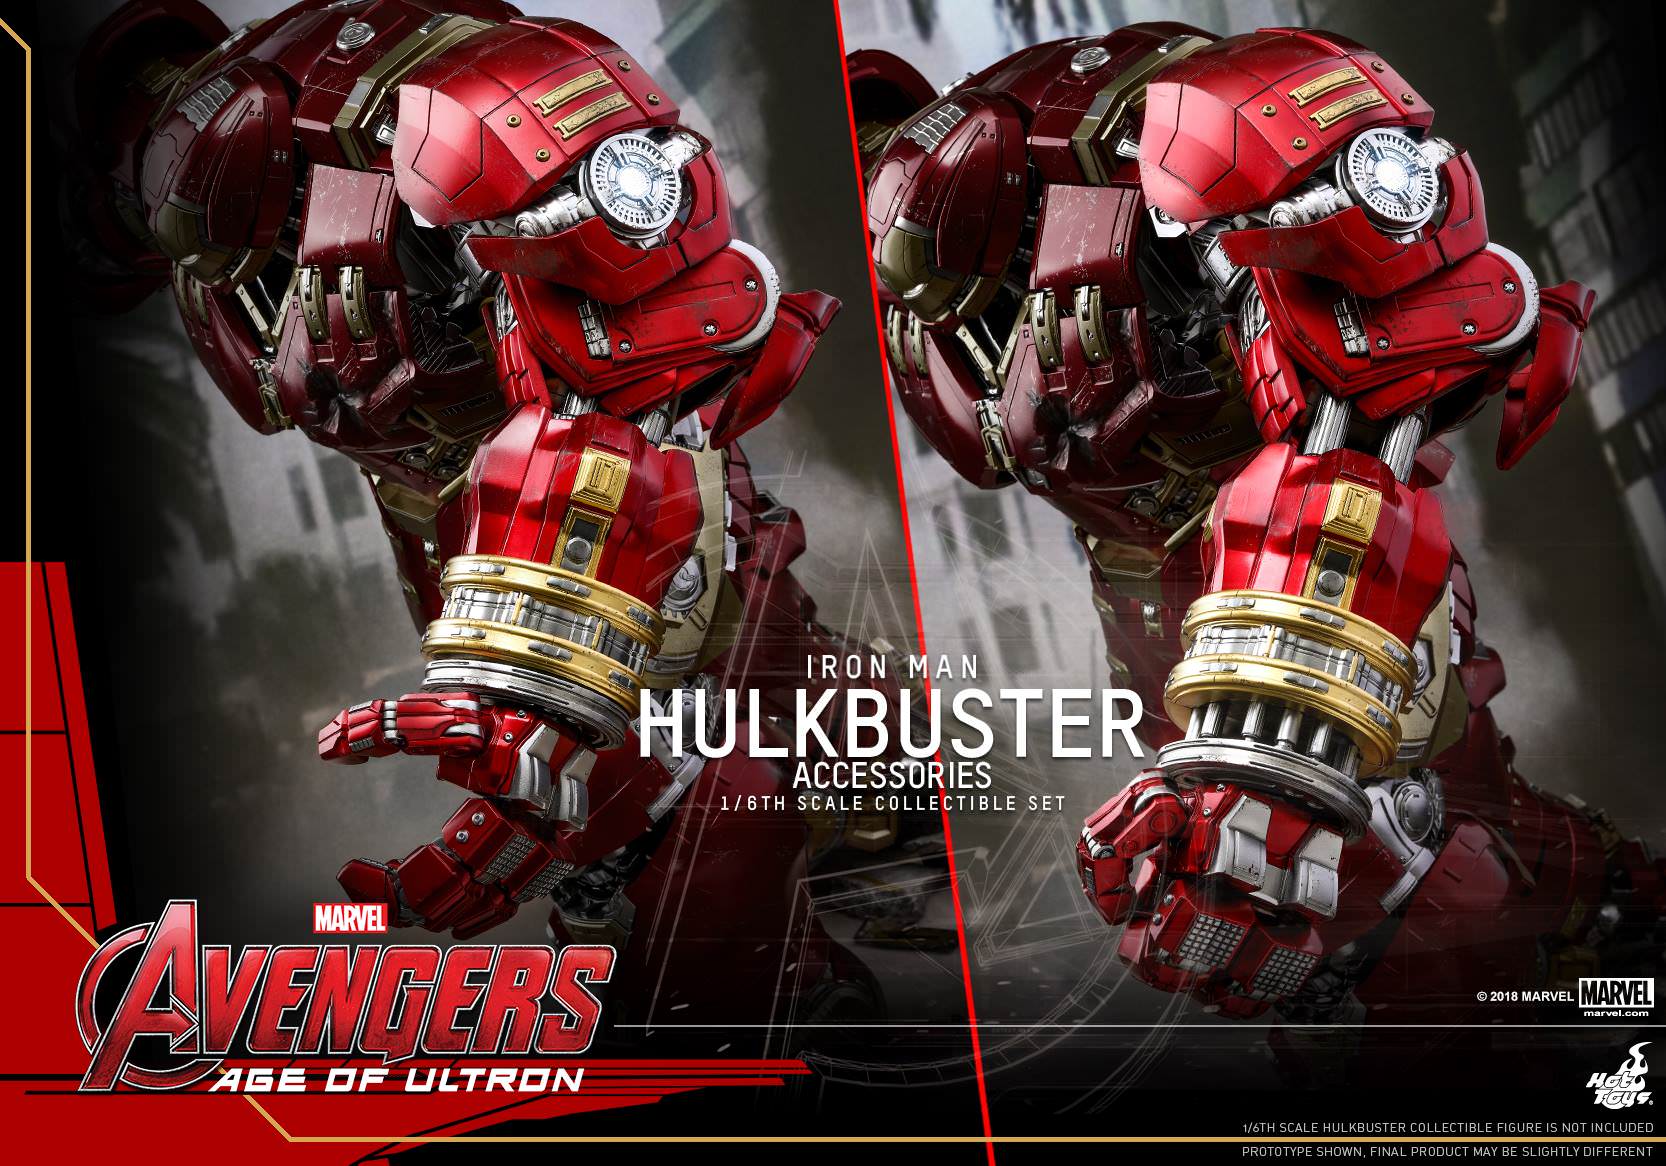 IRON MAN
HULKBUSTER
ACCESSORIES
1/6TH SCALE COLLECTIBLE SET
MARVEL
AVENGERS
AGE OF ULTRON
© 2018 MARVEL MARVEL
marvel.com
Hot
Toys®
1/6TH SCALE HULKBUSTER COLLECTIBLE FIGURE IS NOT INCLUDED
PROTOTYPE SHOWN, FINAL PRODUCT MAY BE SLIGHTLY DIFFERENT